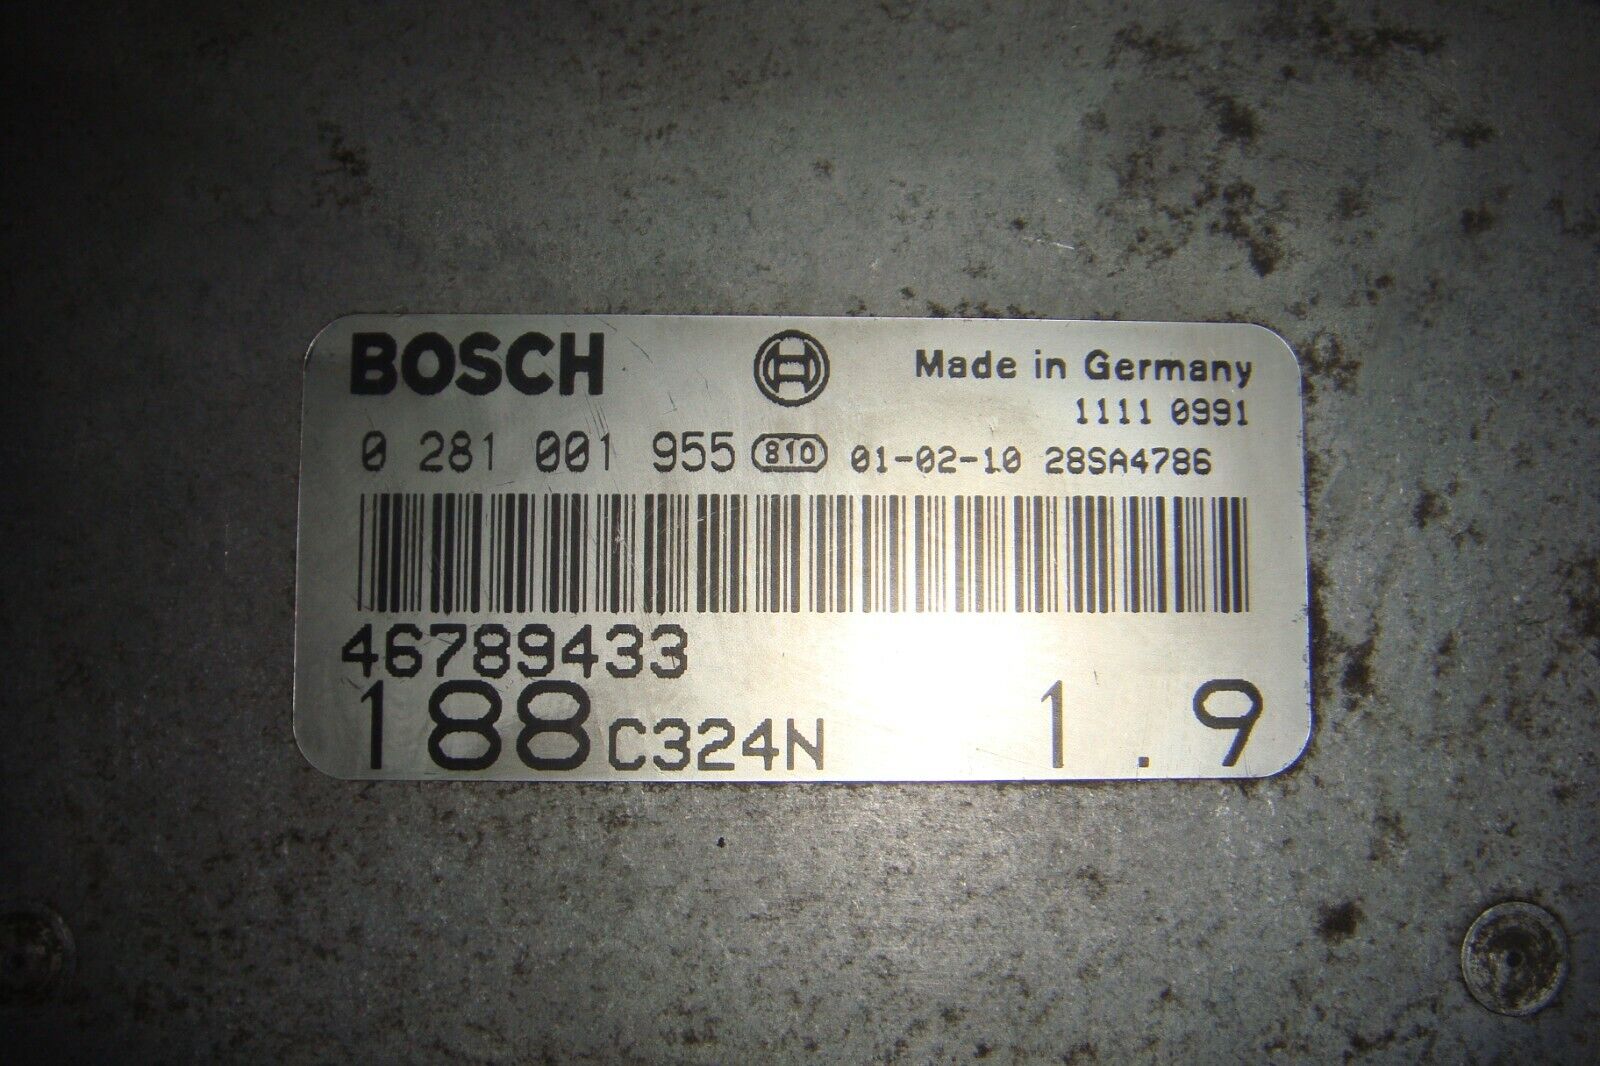 BOSCH Made in Germany
1111 0991
0 281 001 955 810 01-02-10 28SA4786
46789433
188 C324N 1.9